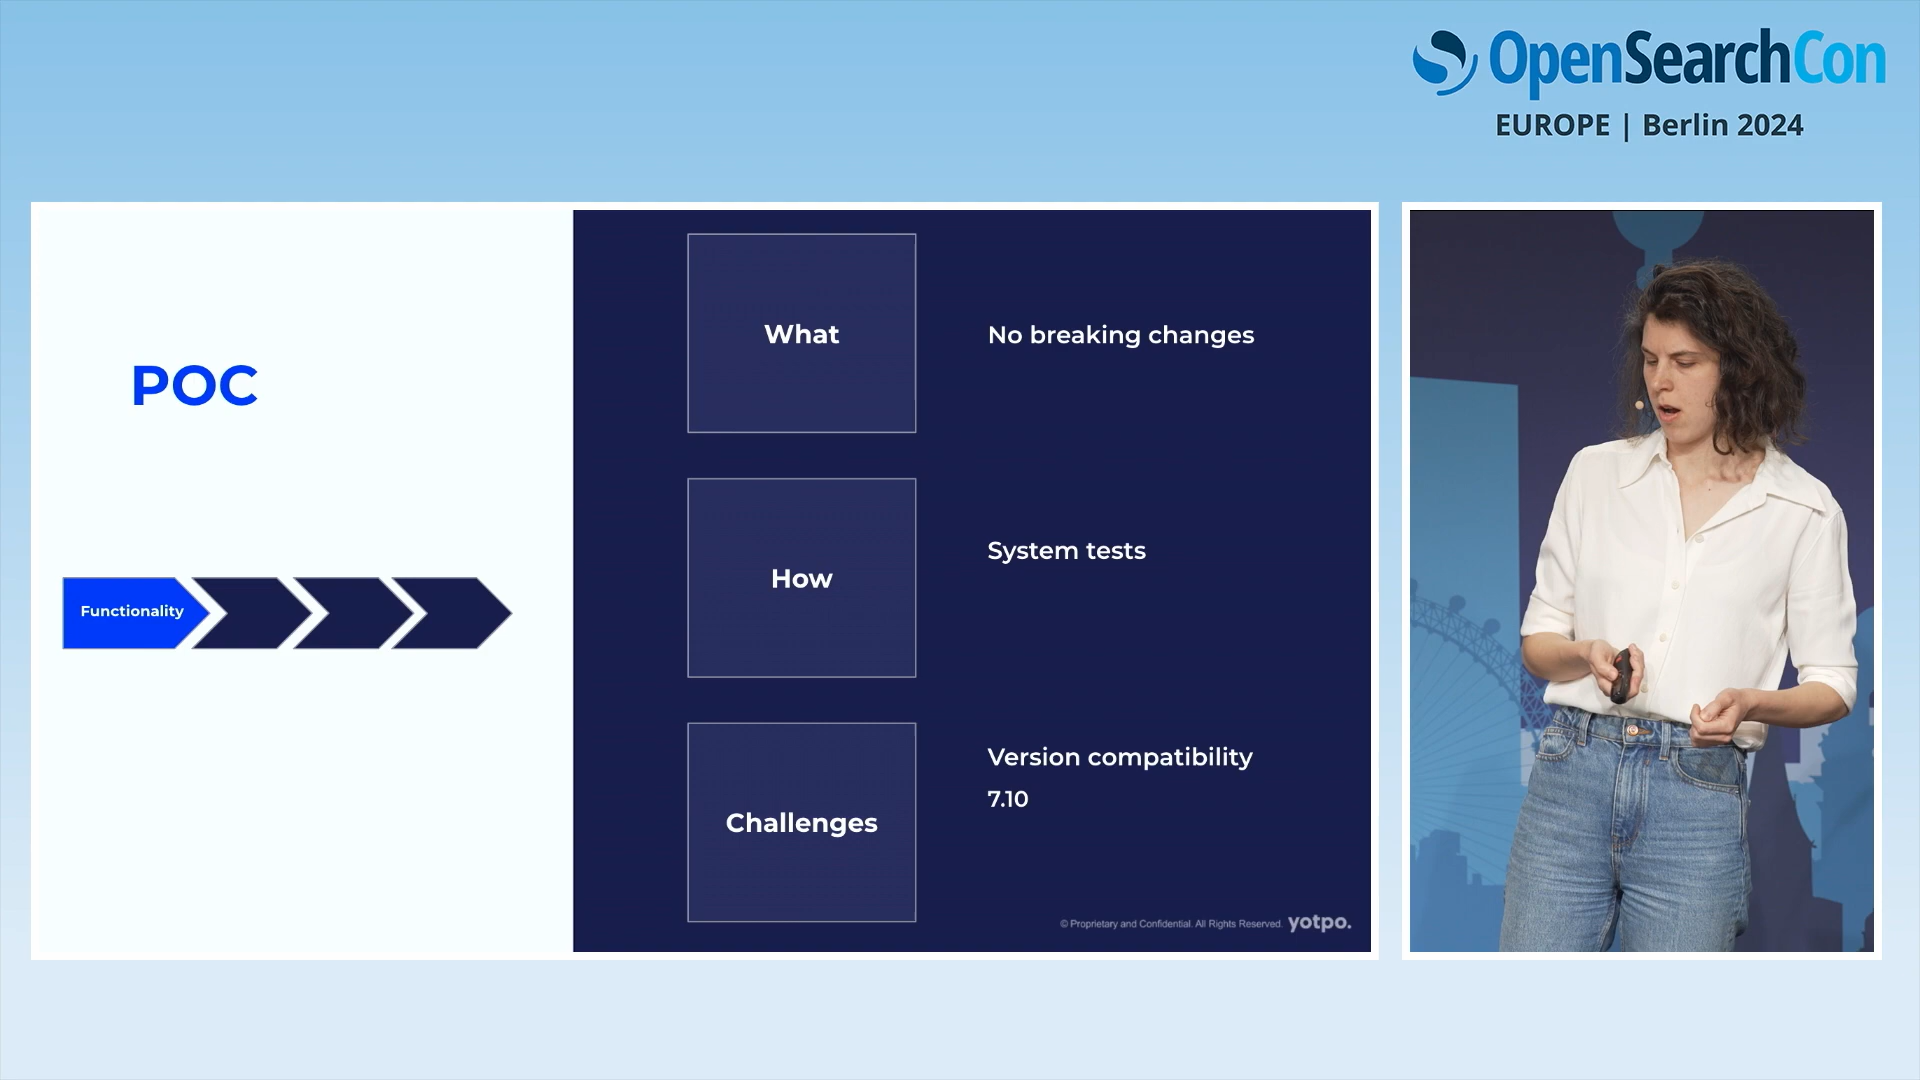 OpenSearchCon
EUROPE | Berlin 2024
POC
Functionality
What
No breaking changes
How
System tests
Challenges
Version compatibility
7.10
© Proprietary and Confidential. All Rights Reserved. yotpo.